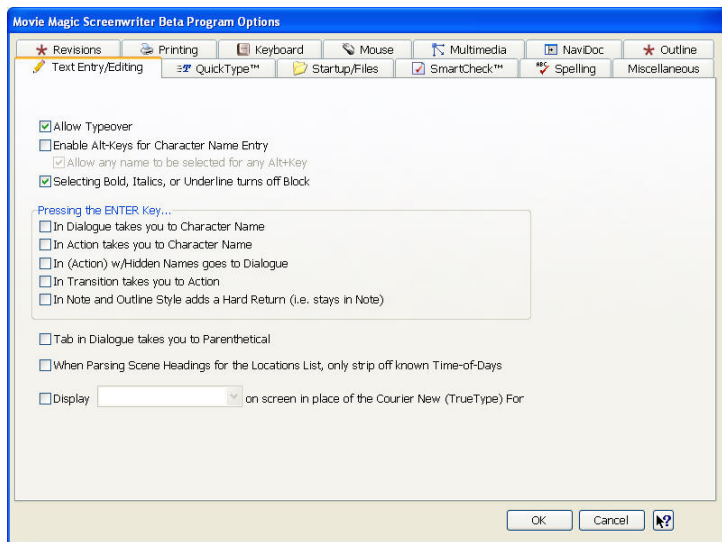 Movie Magic Screenwriter Beta Program Options
Revisions Printing Keyboard Mouse Multimedia NaviDoc Outline
Text Entry/Editing QuickType™ Startup/Files SmartCheck™ Spelling Miscellaneous
Allow Typeover
Enable Alt-Keys for Character Name Entry
Allow any name to be selected for any Alt+Key
Selecting Bold, Italics, or Underline turns off Block
Pressing the ENTER Key...
In Dialogue takes you to Character Name
In Action takes you to Character Name
In (Action) w/Hidden Names goes to Dialogue
In Transition takes you to Action
In Note and Outline Style adds a Hard Return (i.e. stays in Note)
Tab in Dialogue takes you to Parenthetical
When Parsing Scene Headings for the Locations List, only strip off known Time-of-Days
Display on screen in place of the Courier New (TrueType) For
OK Cancel